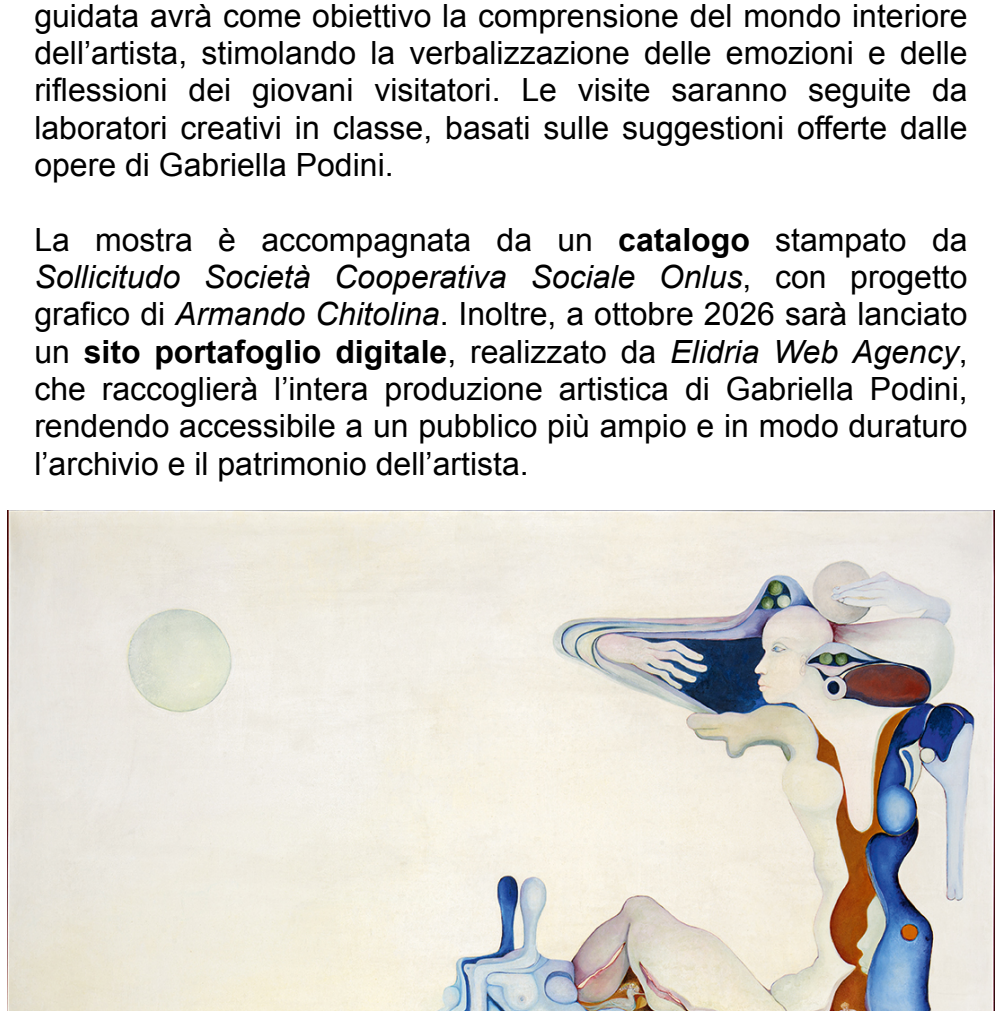 guidata avrà come obiettivo la comprensione del mondo interiore
dell’artista, stimolando la verbalizzazione delle emozioni e delle
riflessioni dei giovani visitatori. Le visite saranno seguite da
laboratori creativi in classe, basati sulle suggestioni offerte dalle
opere di Gabriella Podini.
La mostra è accompagnata da un catalogo stampato da
Sollicitudo Società Cooperativa Sociale Onlus, con progetto
grafico di Armando Chitolina. Inoltre, a ottobre 2026 sarà lanciato
un sito portafoglio digitale, realizzato da Elidria Web Agency,
che raccoglierà l’intera produzione artistica di Gabriella Podini,
rendendo accessibile a un pubblico più ampio e in modo duraturo
l’archivio e il patrimonio dell’artista.